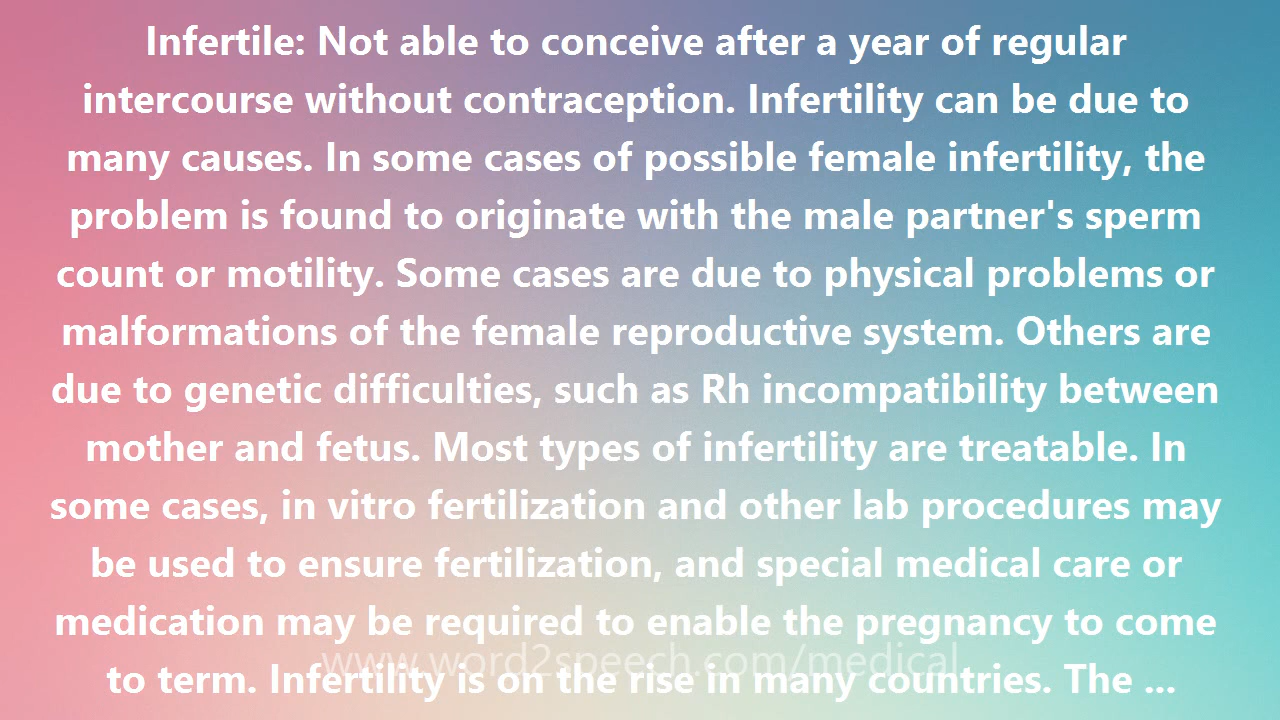 Infertile: Not able to conceive after a year of regular
intercourse without contraception. Infertility can be due to
many causes. In some cases of possible female infertility, the
problem is found to originate with the male partner's sperm
count or motility. Some cases are due to physical problems or
malformations of the female reproductive system. Others are
due to genetic difficulties, such as Rh incompatibility between
mother and fetus. Most types of infertility are treatable. In
some cases, in vitro fertilization and other lab procedures may
be used to ensure fertilization, and special medical care or
medication may be required to enable the pregnancy to come
www.word2speech.com/medical
to term. Infertility is on the rise in many countries. The ...